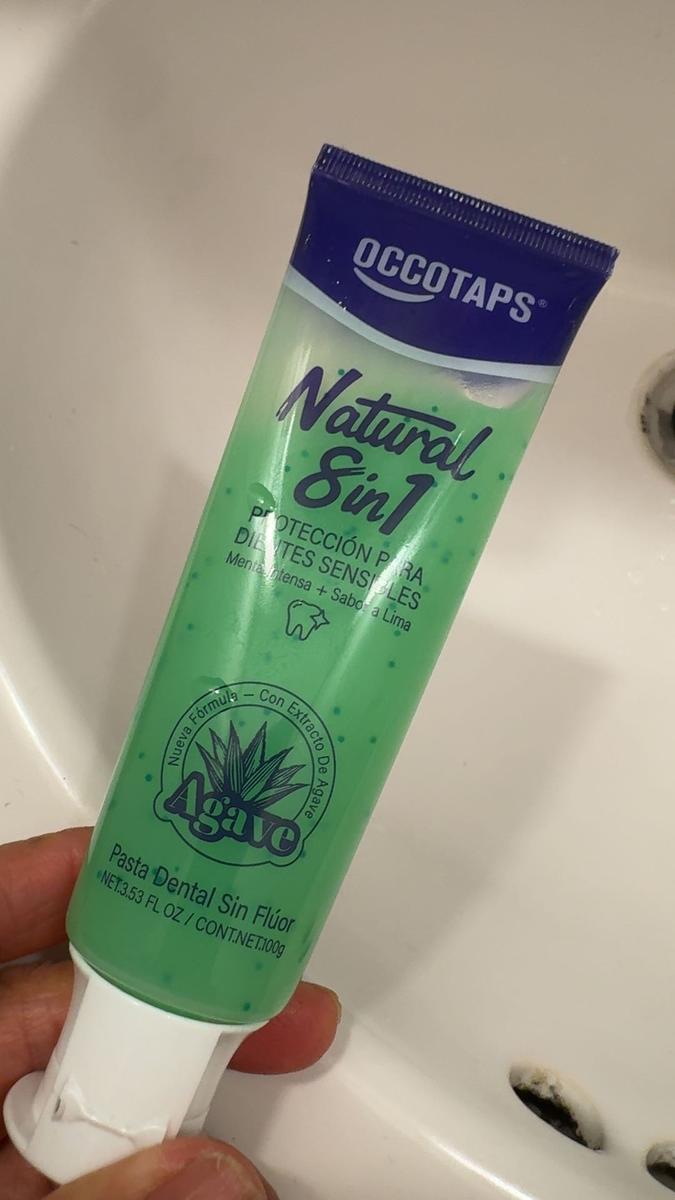 OCCOTAPS®
Natural
8in1
PROTECCIÓN PARA
DIENTES SENSIBLES
Menta Intensa + Sabor a Lima
Nueva Fórmula – Con Extracto De Agave
Agave
Pasta Dental Sin Flúor
NET.3.53 FL OZ / CONT.NET.100g